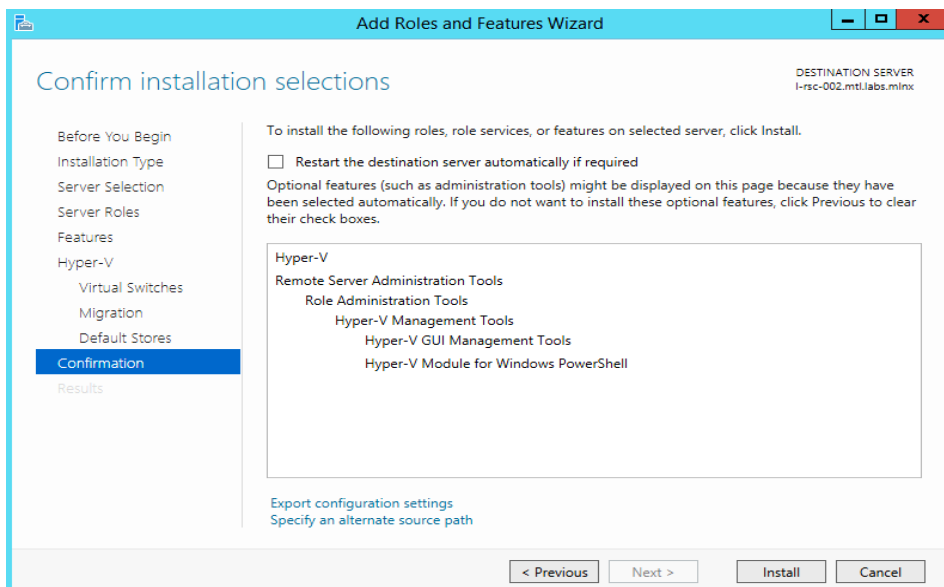 Add Roles and Features Wizard
Confirm installation selections
DESTINATION SERVER
l-rsc-002.mtl.labs.mlnx
Before You Begin
Installation Type
Server Selection
Server Roles
Features
Hyper-V
Virtual Switches
Migration
Default Stores
Confirmation
Results
To install the following roles, role services, or features on selected server, click Install.
Restart the destination server automatically if required
Optional features (such as administration tools) might be displayed on this page because they have
been selected automatically. If you do not want to install these optional features, click Previous to clear
their check boxes.
Hyper-V
Remote Server Administration Tools
Role Administration Tools
Hyper-V Management Tools
Hyper-V GUI Management Tools
Hyper-V Module for Windows PowerShell
Export configuration settings
Specify an alternate source path
< Previous
Next >
Install
Cancel